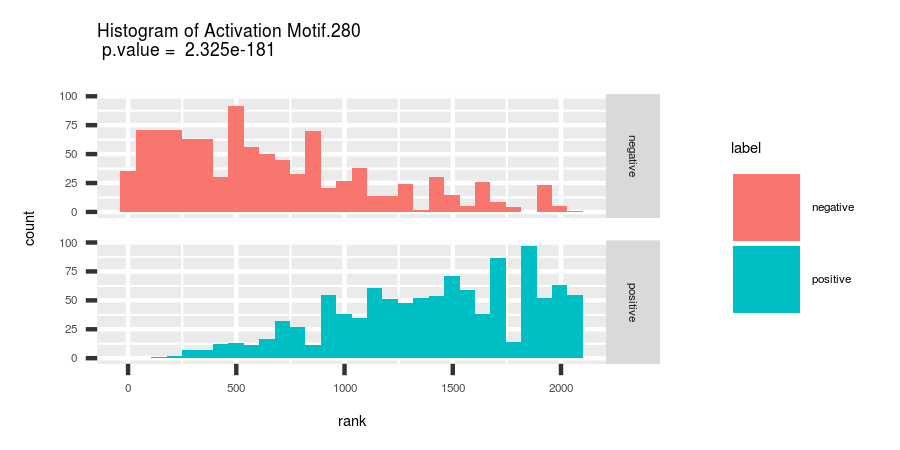 Histogram of Activation Motif.280
p.value = 2.325e-181
count
100
75
50
25
0
negative
100
75
50
25
0
positive
0 500 1000 1500 2000
rank
label
negative
positive